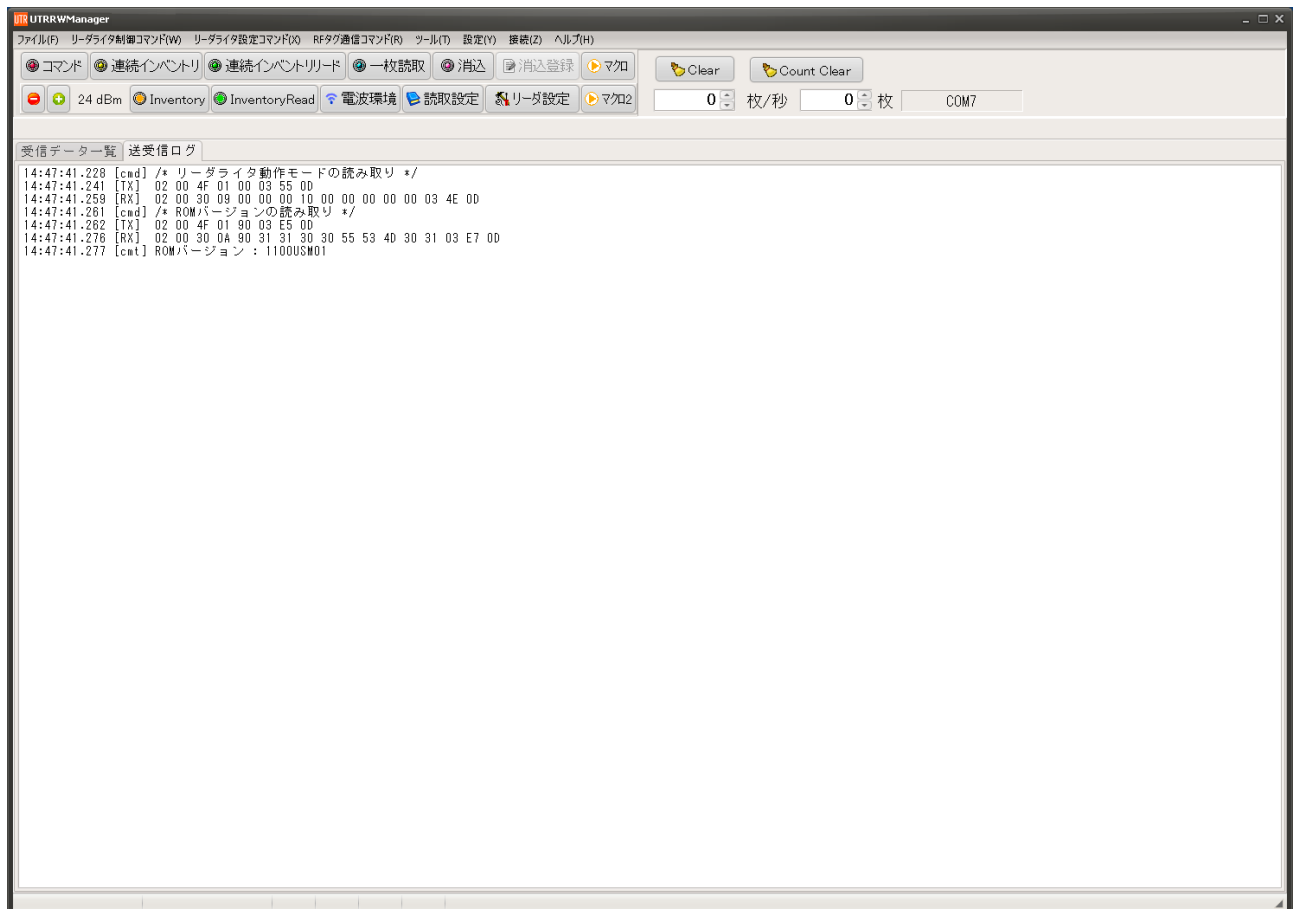 UTR UTRRWManager
ファイル(F) リーダライタ制御コマンド(W) リーダライタ設定コマンド(X) RFタグ通信コマンド(R) ツール(T) 設定(Y) 接続(Z) ヘルプ(H)
コマンド 連続インベントリ 連続インベントリリード 一枚読取 消込 消込登録 マクロ Clear Count Clear
24 dBm Inventory InventoryRead 電波環境 読取設定 リーダ設定 マクロ2 0 枚/秒 0 枚 COM7
受信データ一覧 送受信ログ
14:47:41.228 [cmd] /* リーダライタ動作モードの読み取り */
14:47:41.241 [TX] 02 00 4F 01 00 03 55 0D
14:47:41.259 [RX] 02 00 30 09 00 00 00 10 00 00 00 00 00 03 4E 0D
14:47:41.261 [cmd] /* ROMバージョンの読み取り */
14:47:41.262 [TX] 02 00 4F 01 90 03 E5 0D
14:47:41.276 [RX] 02 00 30 0A 90 31 31 30 30 55 53 4D 30 31 03 E7 0D
14:47:41.277 [cmt] ROMバージョン : 1100USM01